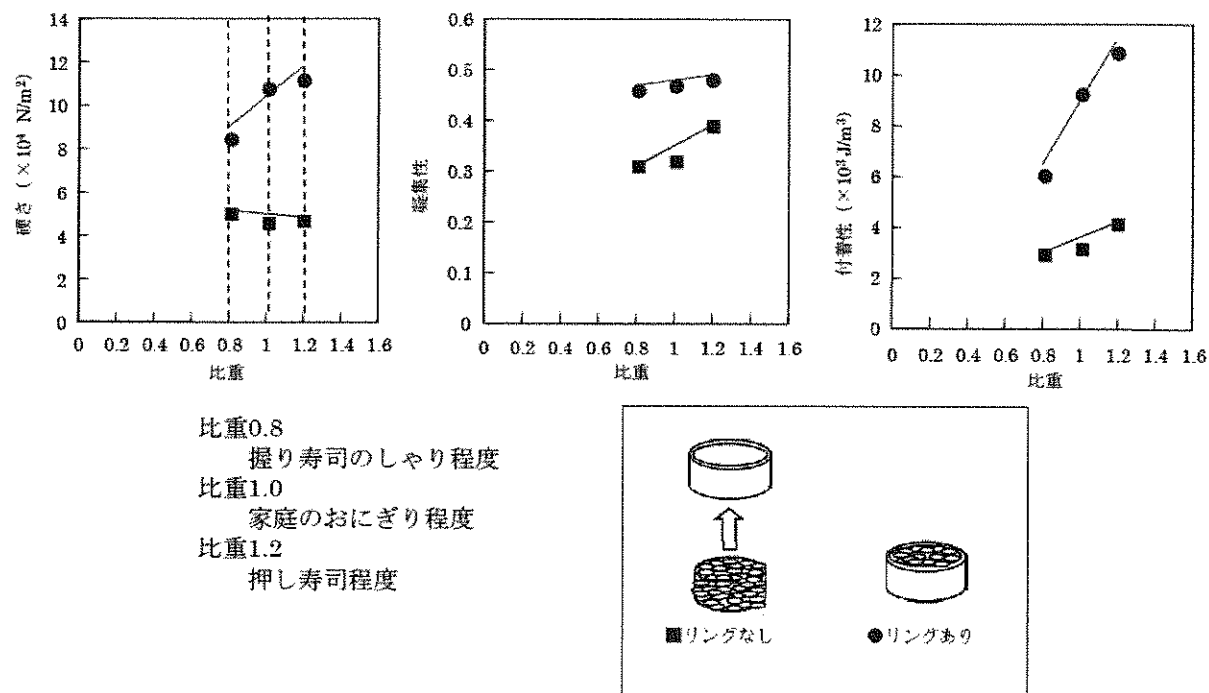 硬さ (×10⁴ N/m²)
14
12
10
8
6
4
2
0
0 0.2 0.4 0.6 0.8 1 1.2 1.4 1.6
比重
凝集性
0.6
0.5
0.4
0.3
0.2
0.1
0
0 0.2 0.4 0.6 0.8 1 1.2 1.4 1.6
比重
付着性 (×10³J/m³)
12
10
8
6
4
2
0
0 0.2 0.4 0.6 0.8 1 1.2 1.4 1.6
比重
比重0.8
握り寿司のしゃり程度
比重1.0
家庭のおにぎり程度
比重1.2
押し寿司程度
■リングなし
●リングあり